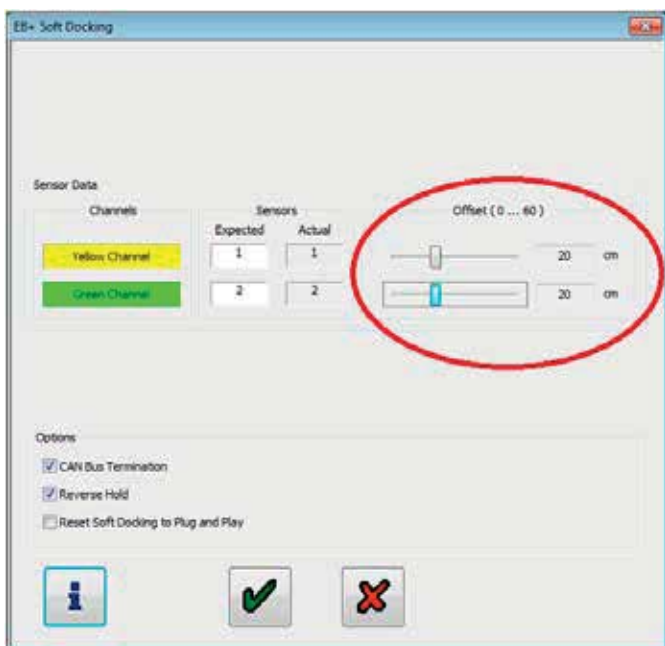 EB+ Soft Docking
Sensor Data
Channels
Sensors
Offset ( 0 ... 60 )
Expected Actual
Yellow Channel 1 1 20 cm
Green Channel 2 2 20 cm
Options
CAN Bus Termination
Reverse Hold
Reset Soft Docking to Plug and Play
i